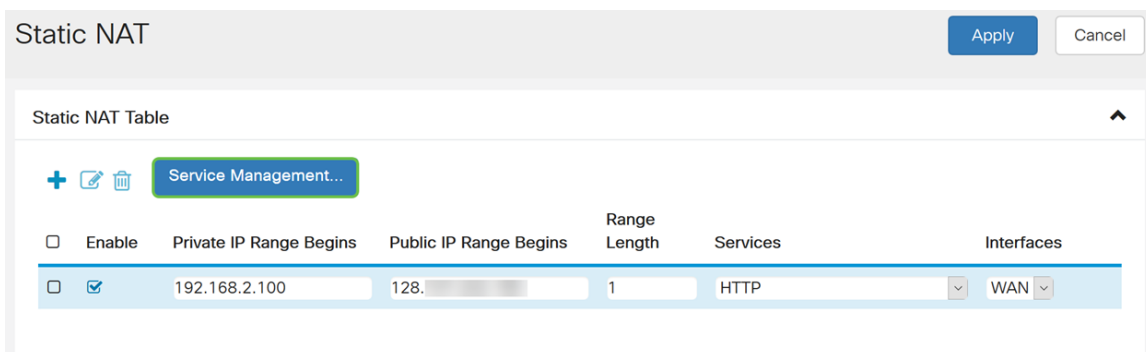 Static NAT
Apply
Cancel
Static NAT Table
Service Management...
Enable
Private IP Range Begins
Public IP Range Begins
Range Length
Services
Interfaces
192.168.2.100
128.
1
HTTP
WAN